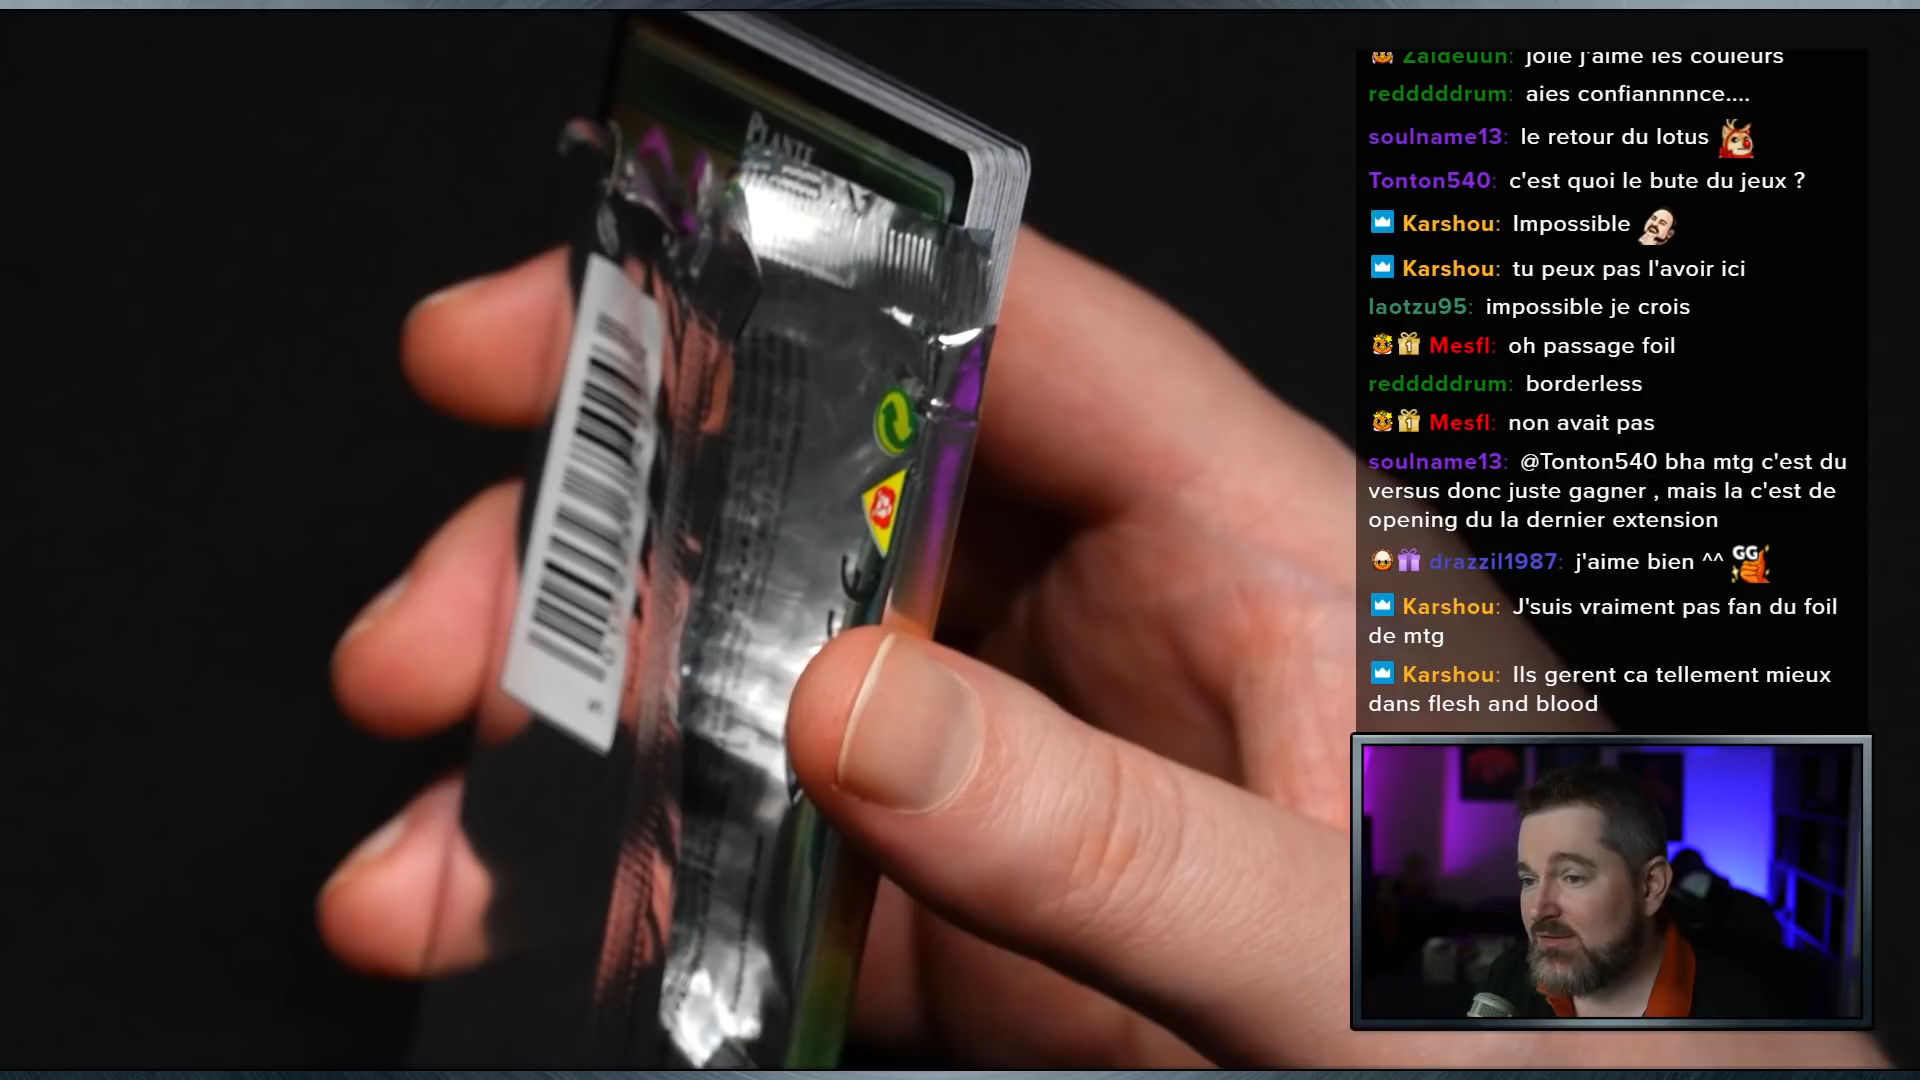 PLANTE
Zaldeuuh: jolie j'aime les couleurs
redddddrum: aies confiannnnce....
soulname13: le retour du lotus
Tonton540: c'est quoi le bute du jeux ?
Karshou: Impossible
Karshou: tu peux pas l'avoir ici
laotzu95: impossible je crois
Mesfl: oh passage foil
redddddrum: borderless
Mesfl: non avait pas
soulname13: @Tonton540 bha mtg c'est du
versus donc juste gagner , mais la c'est de
opening du la dernier extension
drazzil1987: j'aime bien ^^ GG
Karshou: J'suis vraiment pas fan du foil
de mtg
Karshou: Ils gerent ca tellement mieux
dans flesh and blood